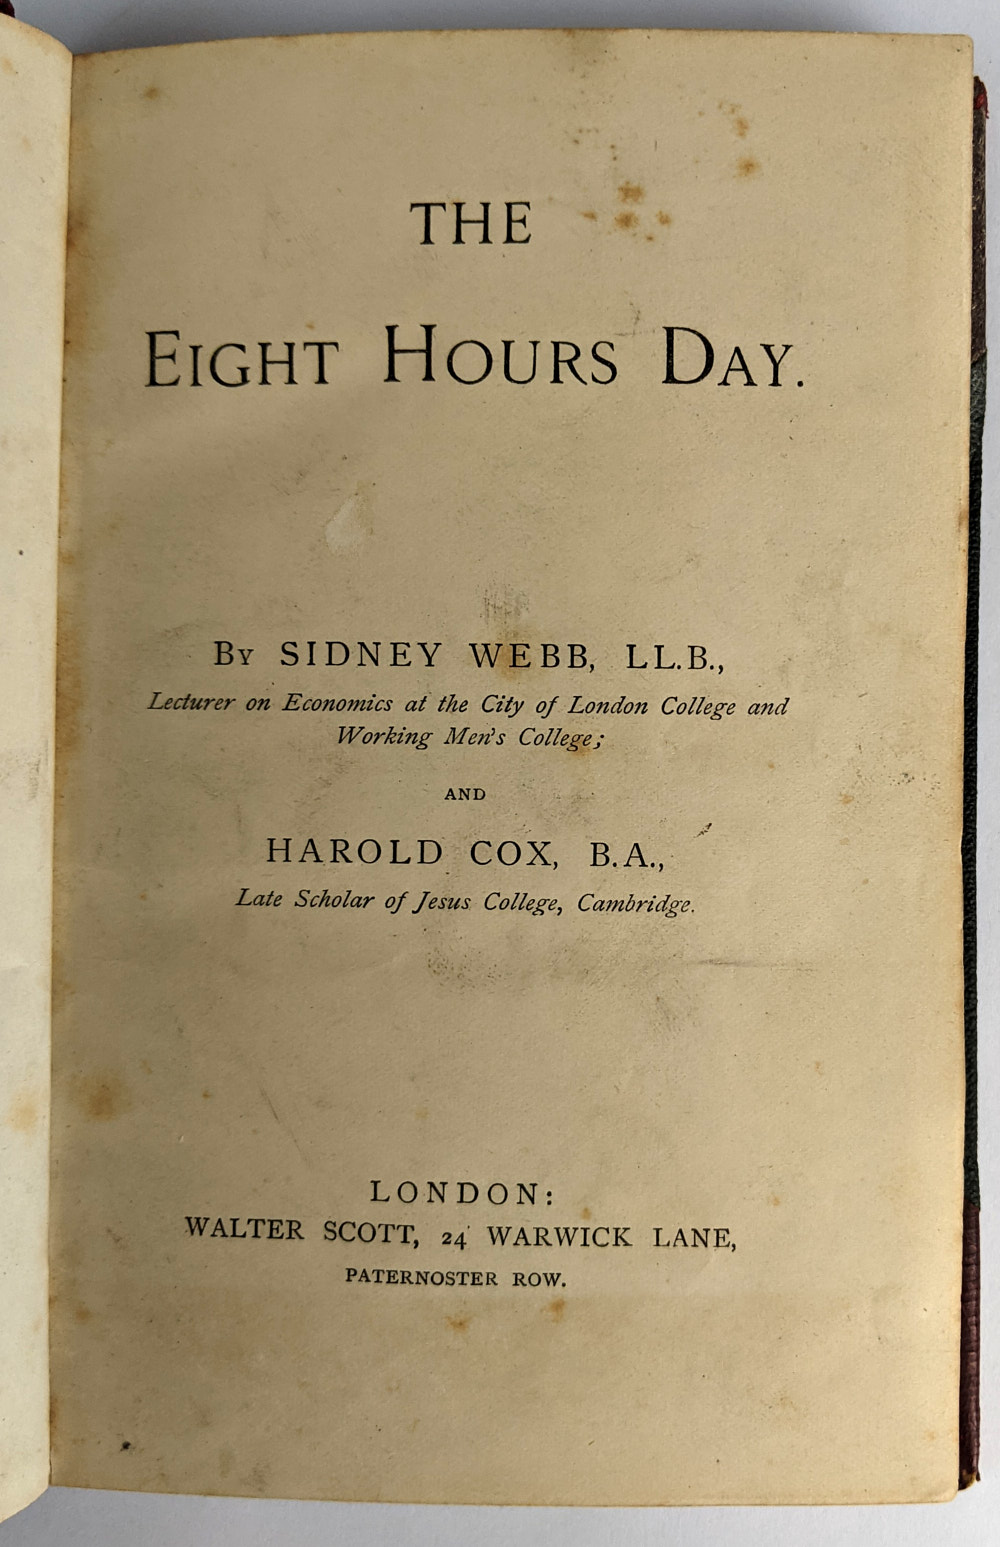 THE
EIGHT HOURS DAY.
BY SIDNEY WEBB, LL.B.,
Lecturer on Economics at the City of London College and
Working Men's College;
AND
HAROLD COX, B.A.,
Late Scholar of Jesus College, Cambridge.
LONDON:
WALTER SCOTT, 24 WARWICK LANE,
PATERNOSTER ROW.